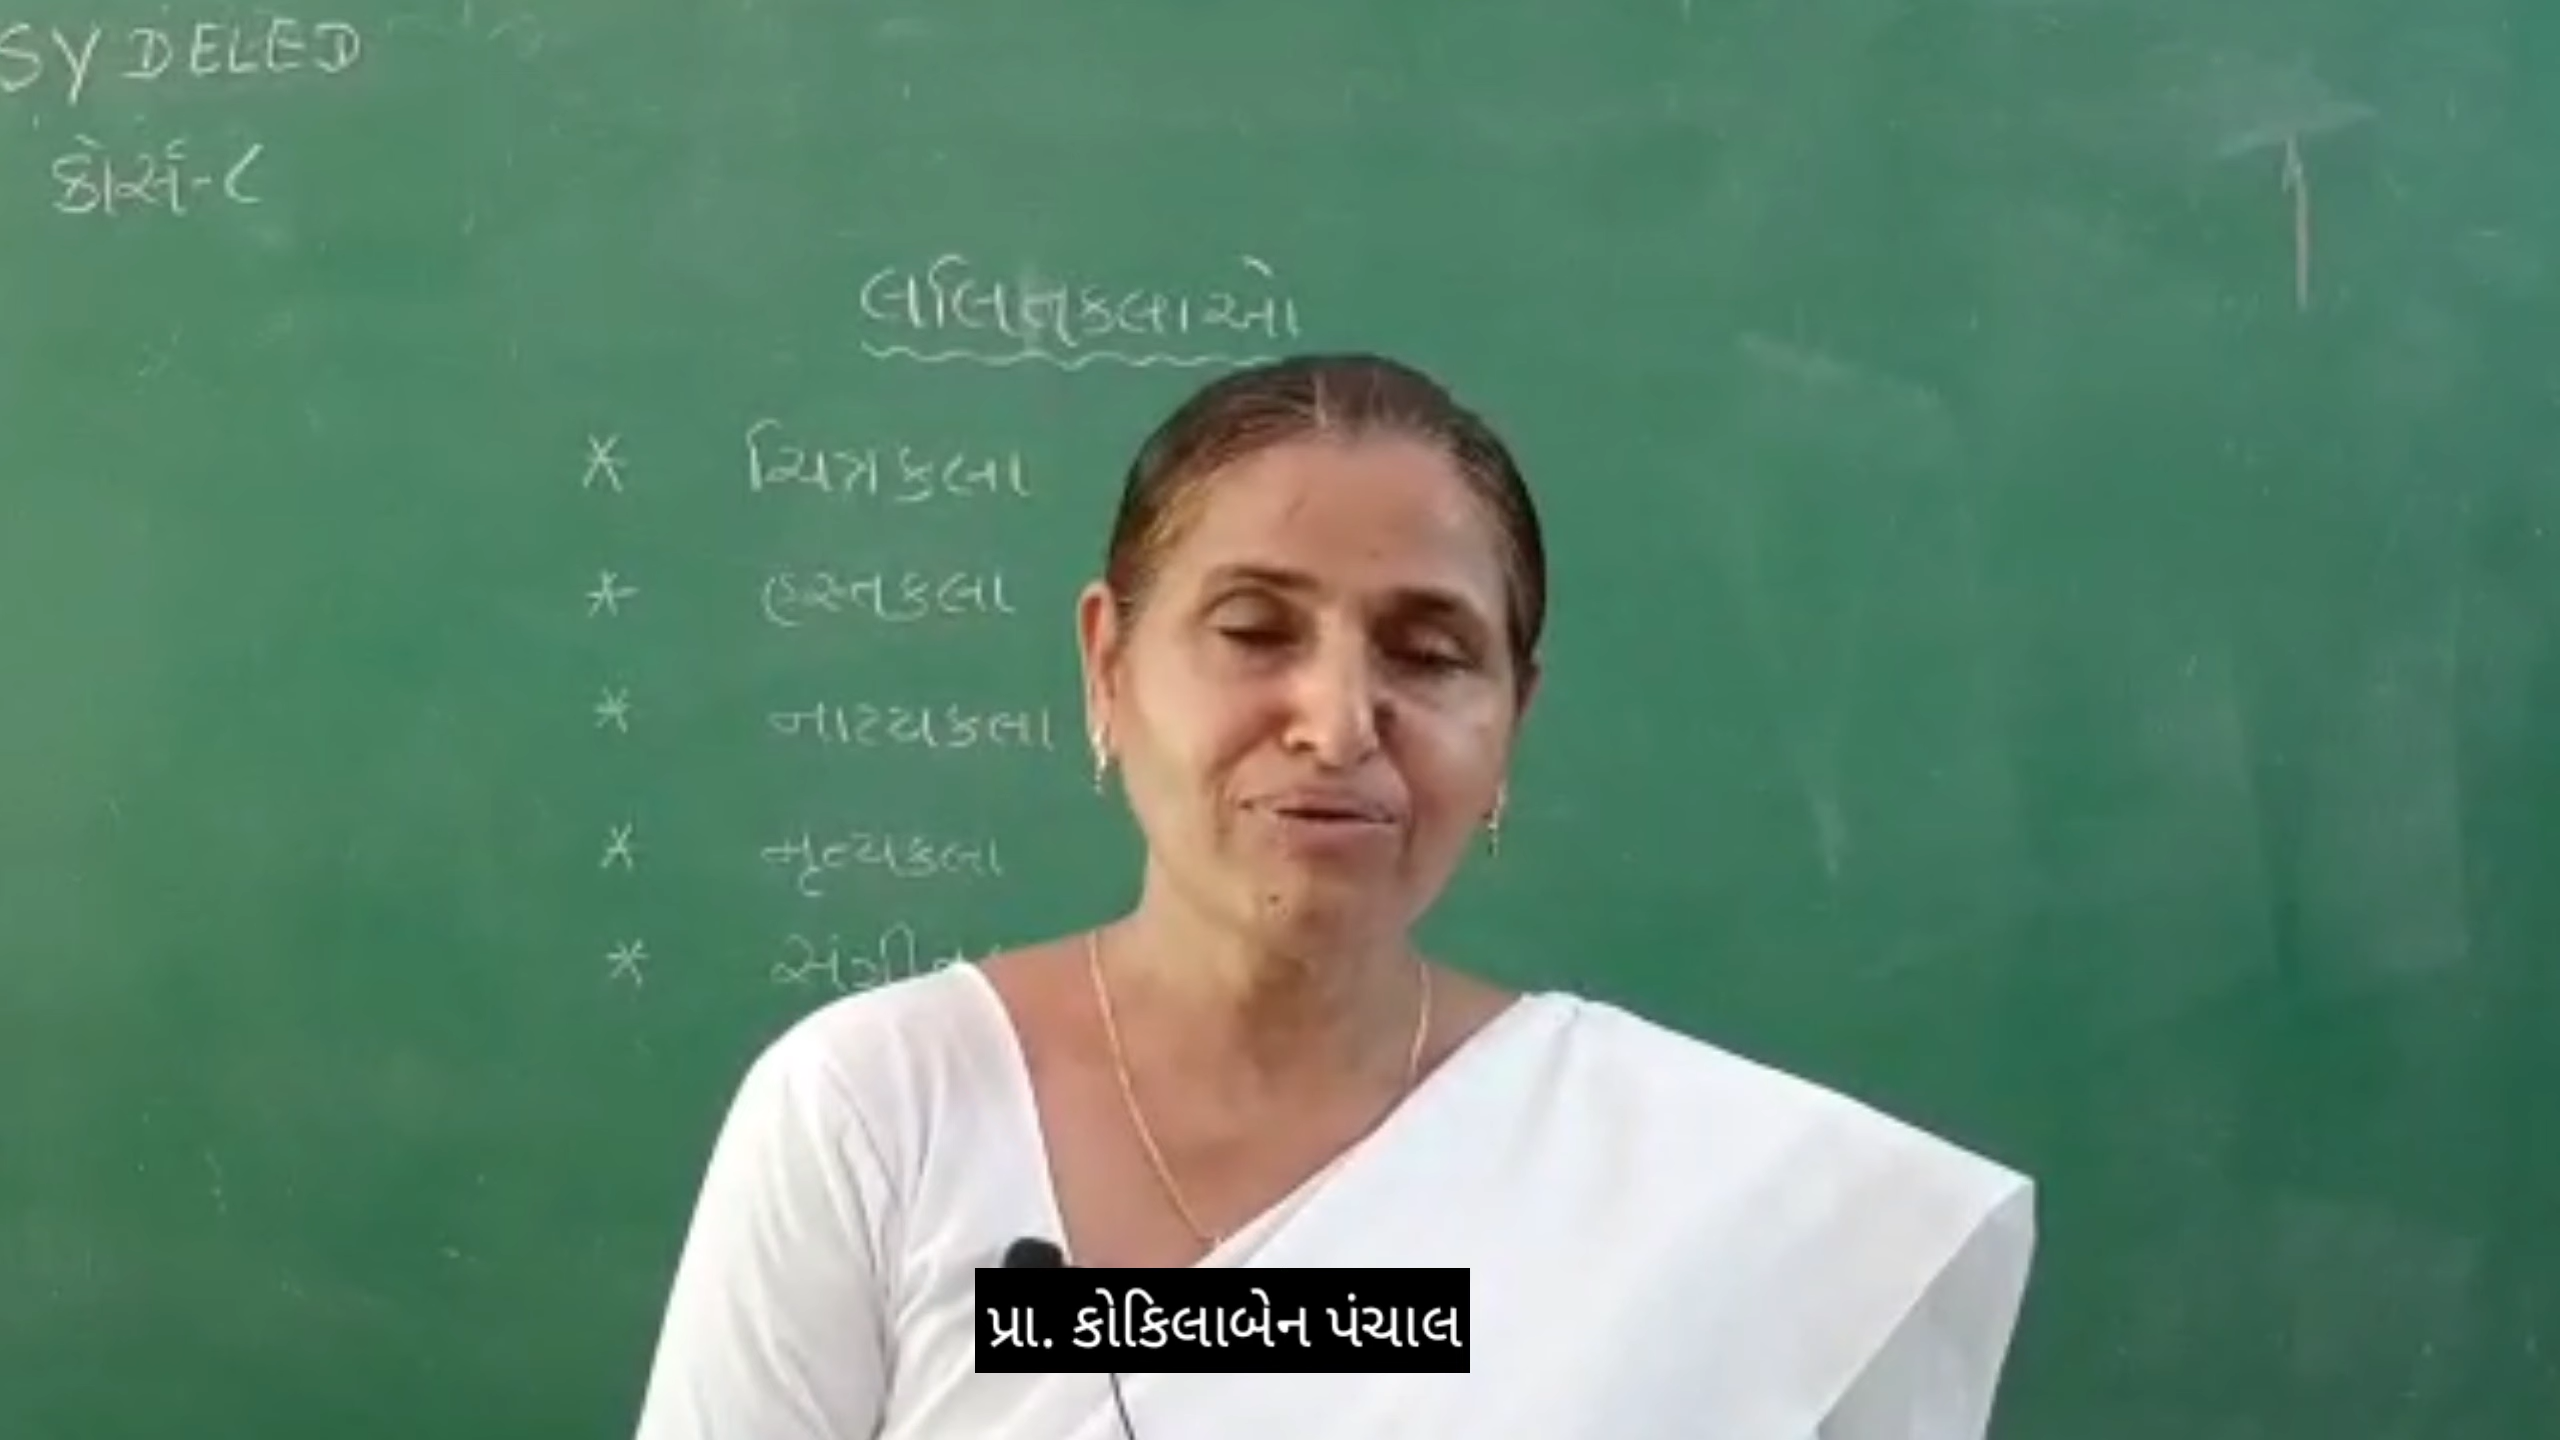 SY DELED
કોર્સ-૮
લલિતકલાઓ
* ચિત્રકલા
* હસ્તકલા
* નાટ્યકલા
* નૃત્યકલા
* સંગીત
પ્રા. કોકિલાબેન પંચાલ